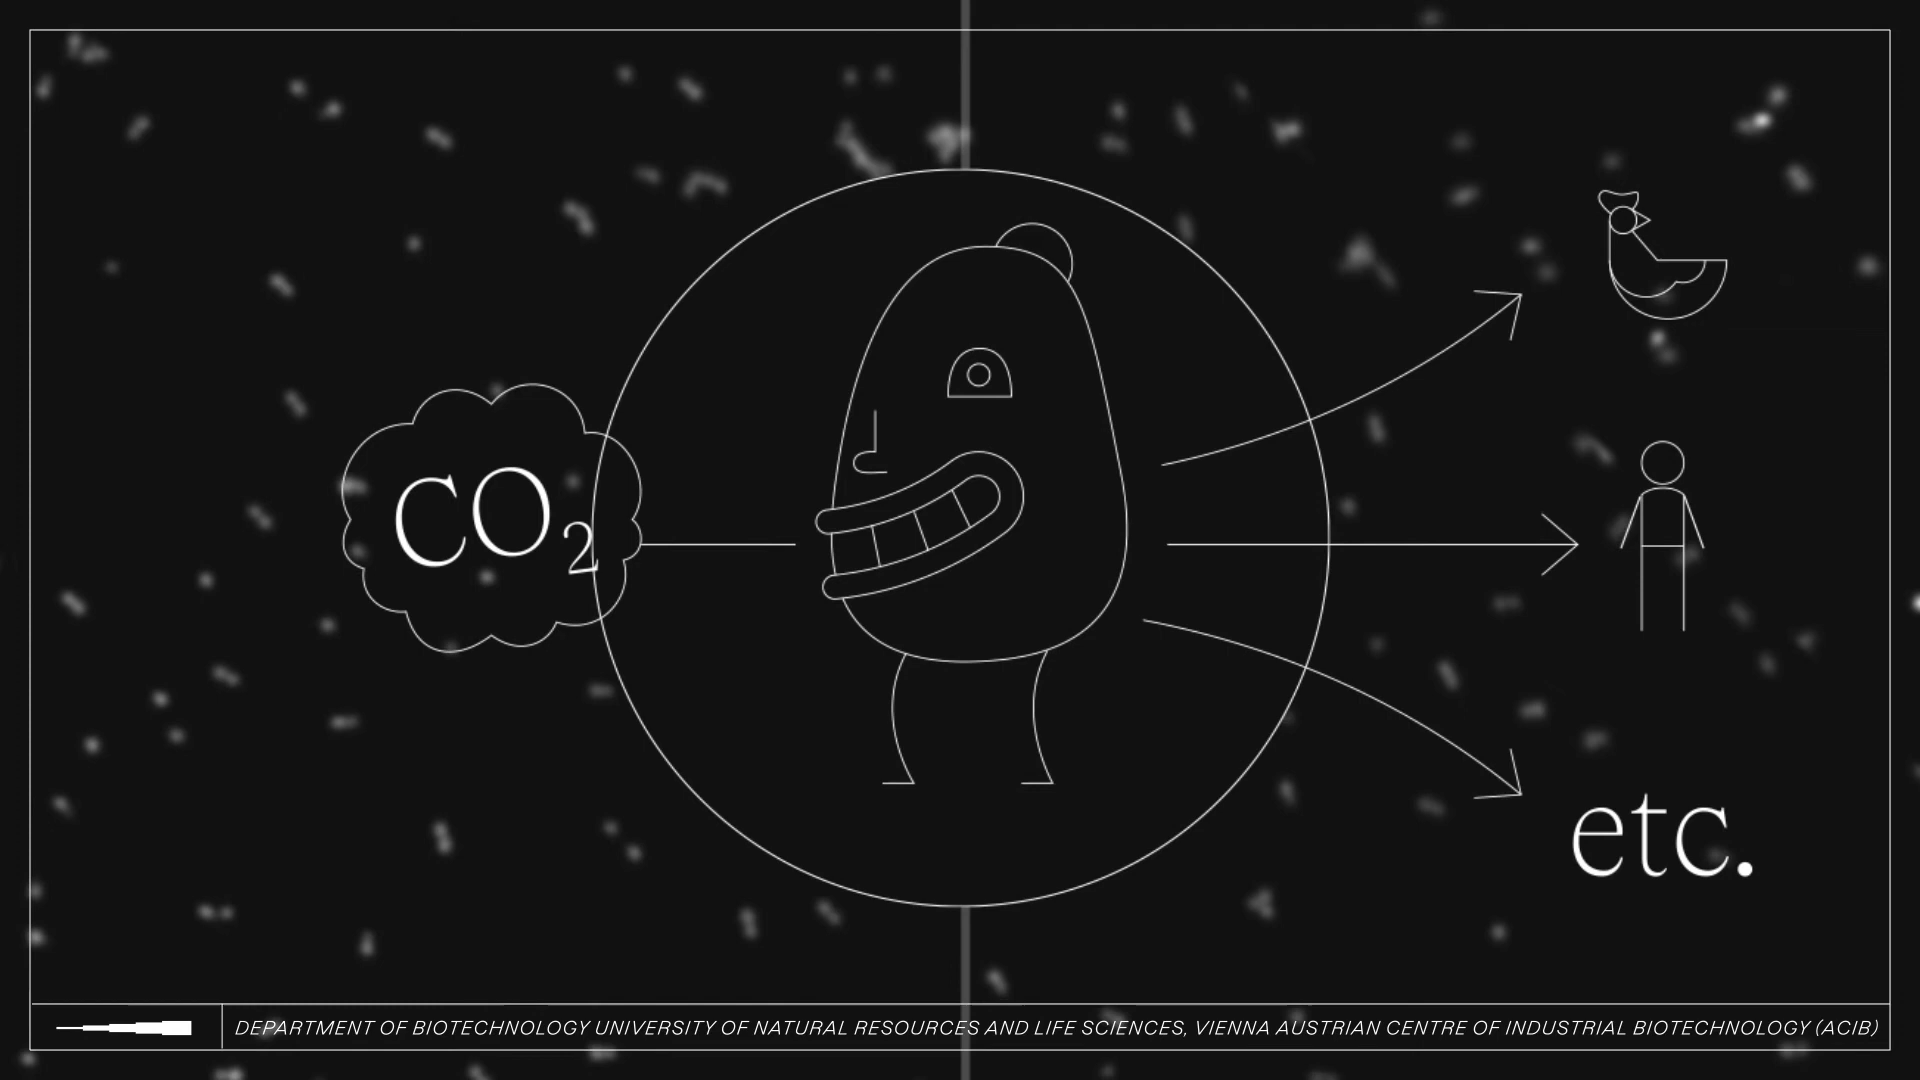 CO₂
etc.
DEPARTMENT OF BIOTECHNOLOGY UNIVERSITY OF NATURAL RESOURCES AND LIFE SCIENCES, VIENNA AUSTRIAN CENTRE OF INDUSTRIAL BIOTECHNOLOGY (ACIB)